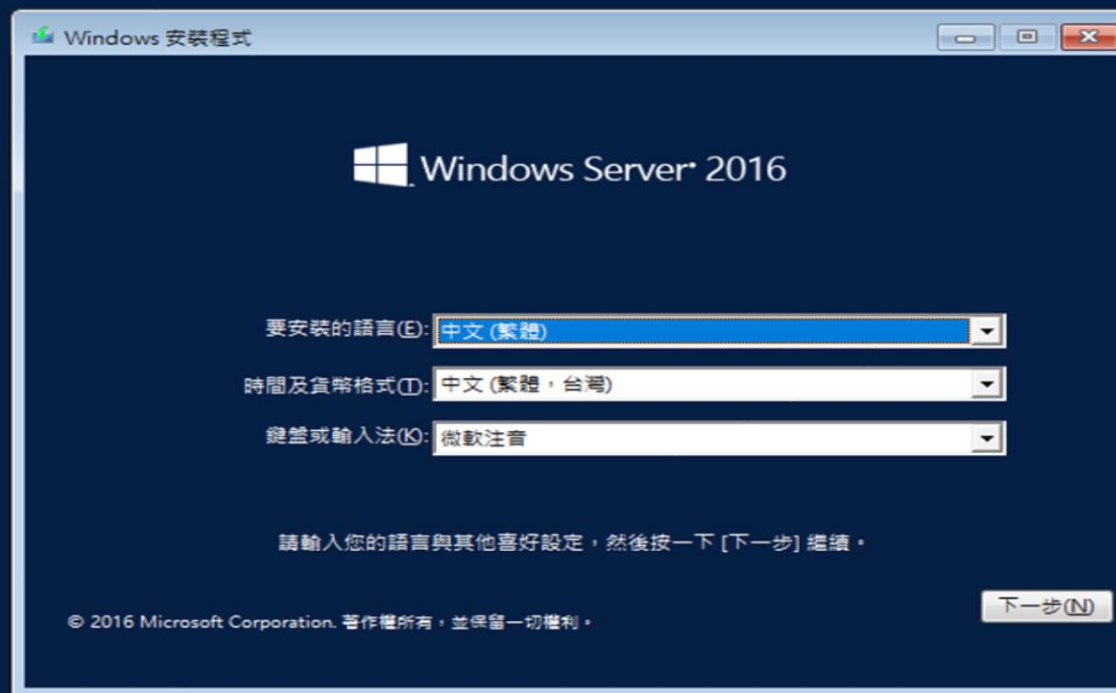 Windows 安裝程式
Windows Server 2016
要安裝的語言(E): 中文 (繁體)
時間及貨幣格式(T): 中文 (繁體，台灣)
鍵盤或輸入法(K): 微軟注音
請輸入您的語言與其他喜好設定，然後按一下 [下一步] 繼續。
下一步(N)
© 2016 Microsoft Corporation. 著作權所有，並保留一切權利。